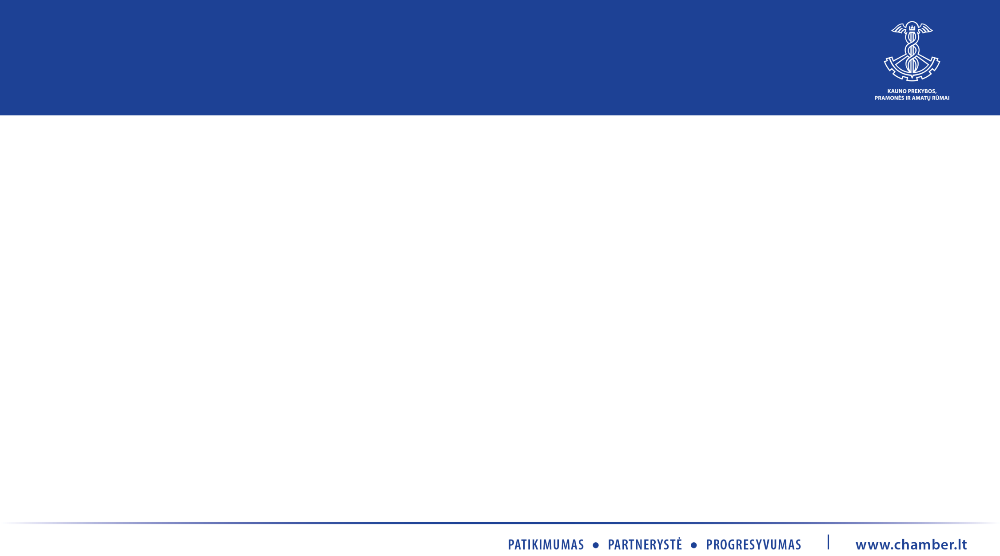 KAUNO PREKYBOS,
PRAMONĖS IR AMATŲ RŪMAI
PATIKIMUMAS ● PARTNERYSTĖ ● PROGRESYVUMAS | www.chamber.lt